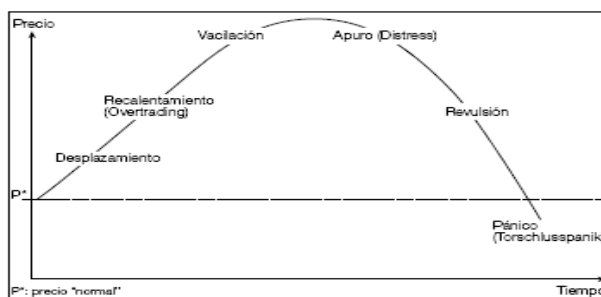 Precio
Vacilación
Apuro (Distress)
Recalentamiento
(Overtrading)
Revulsión
Desplazamiento
P*
Pánico
(Torschlusspanik
P*: precio "normal"
Tiempo